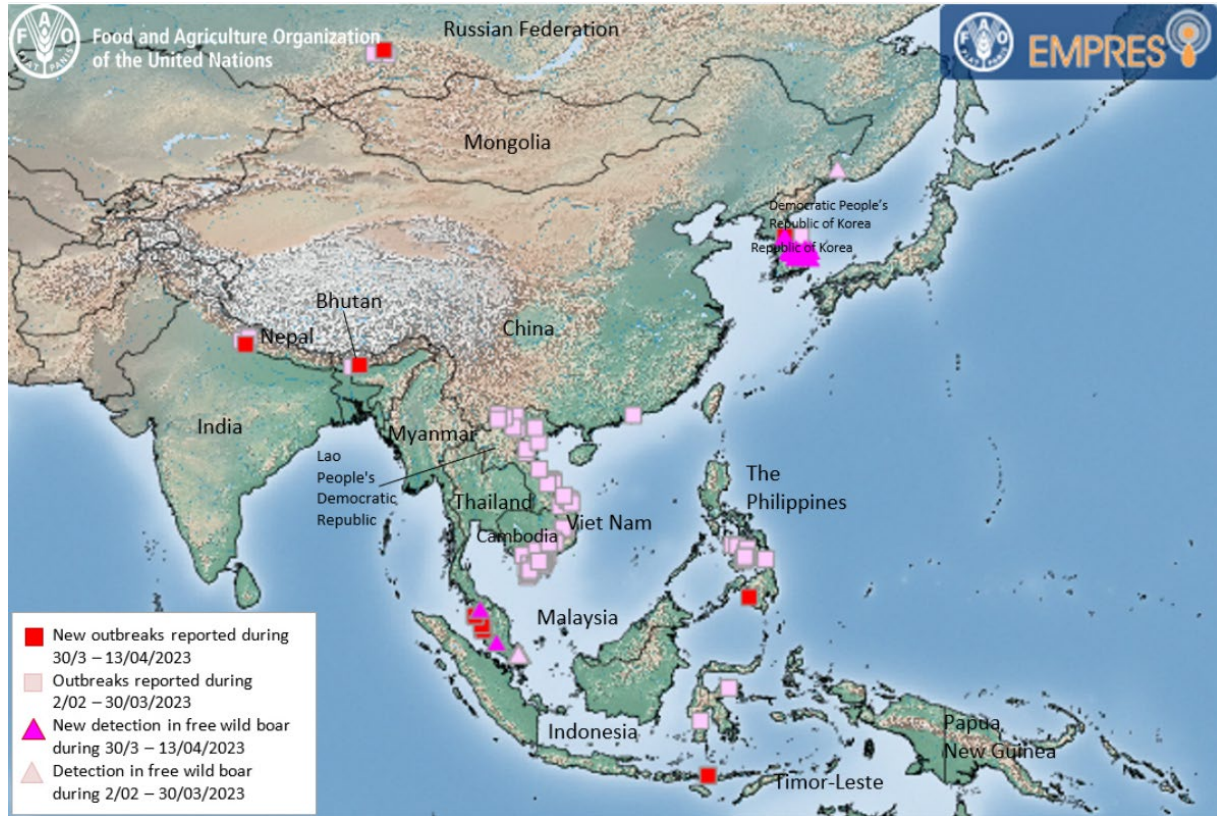 Food and Agriculture Organization
of the United Nations
EMPRES
Russian Federation
Mongolia
Democratic People's
Republic of Korea
Republic of Korea
Bhutan
Nepal
China
India
Myanmar
Lao
People's
Democratic
Republic
Thailand
Viet Nam
Cambodia
The
Philippines
Malaysia
Indonesia
Papua
New Guinea
Timor-Leste
New outbreaks reported during
30/3 – 13/04/2023
Outbreaks reported during
2/02 – 30/03/2023
New detection in free wild boar
during 30/3 – 13/04/2023
Detection in free wild boar
during 2/02 – 30/03/2023